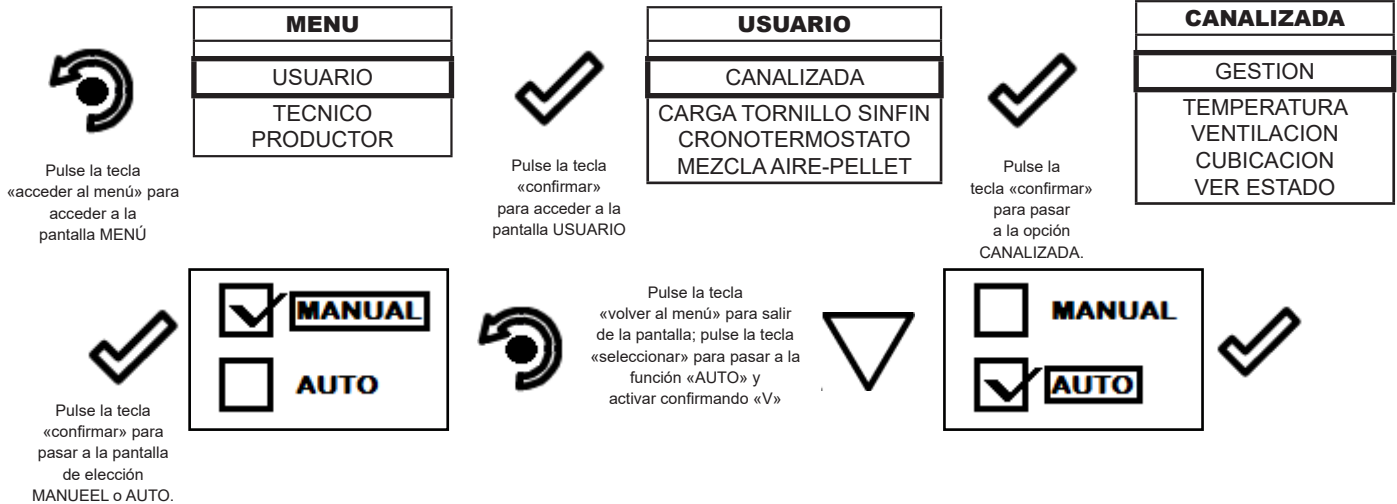 MENU
USUARIO
TECNICO
PRODUCTOR
Pulse la tecla
«acceder al menú» para
acceder a la
pantalla MENÚ
USUARIO
CANALIZADA
CARGA TORNILLO SINFIN
CRONOTERMOSTATO
MEZCLA AIRE-PELLET
Pulse la tecla
«confirmar»
para acceder a la
pantalla USUARIO
CANALIZADA
GESTION
TEMPERATURA
VENTILACION
CUBICACION
VER ESTADO
Pulse la
tecla «confirmar»
para pasar
a la opción
CANALIZADA.
MANUAL
AUTO
Pulse la tecla
«confirmar» para
pasar a la pantalla
de elección
MANUEEL o AUTO.
Pulse la tecla
«volver al menú» para salir
de la pantalla; pulse la tecla
«seleccionar» para pasar a la
función «AUTO» y
activar confirmando «V»
MANUAL
AUTO